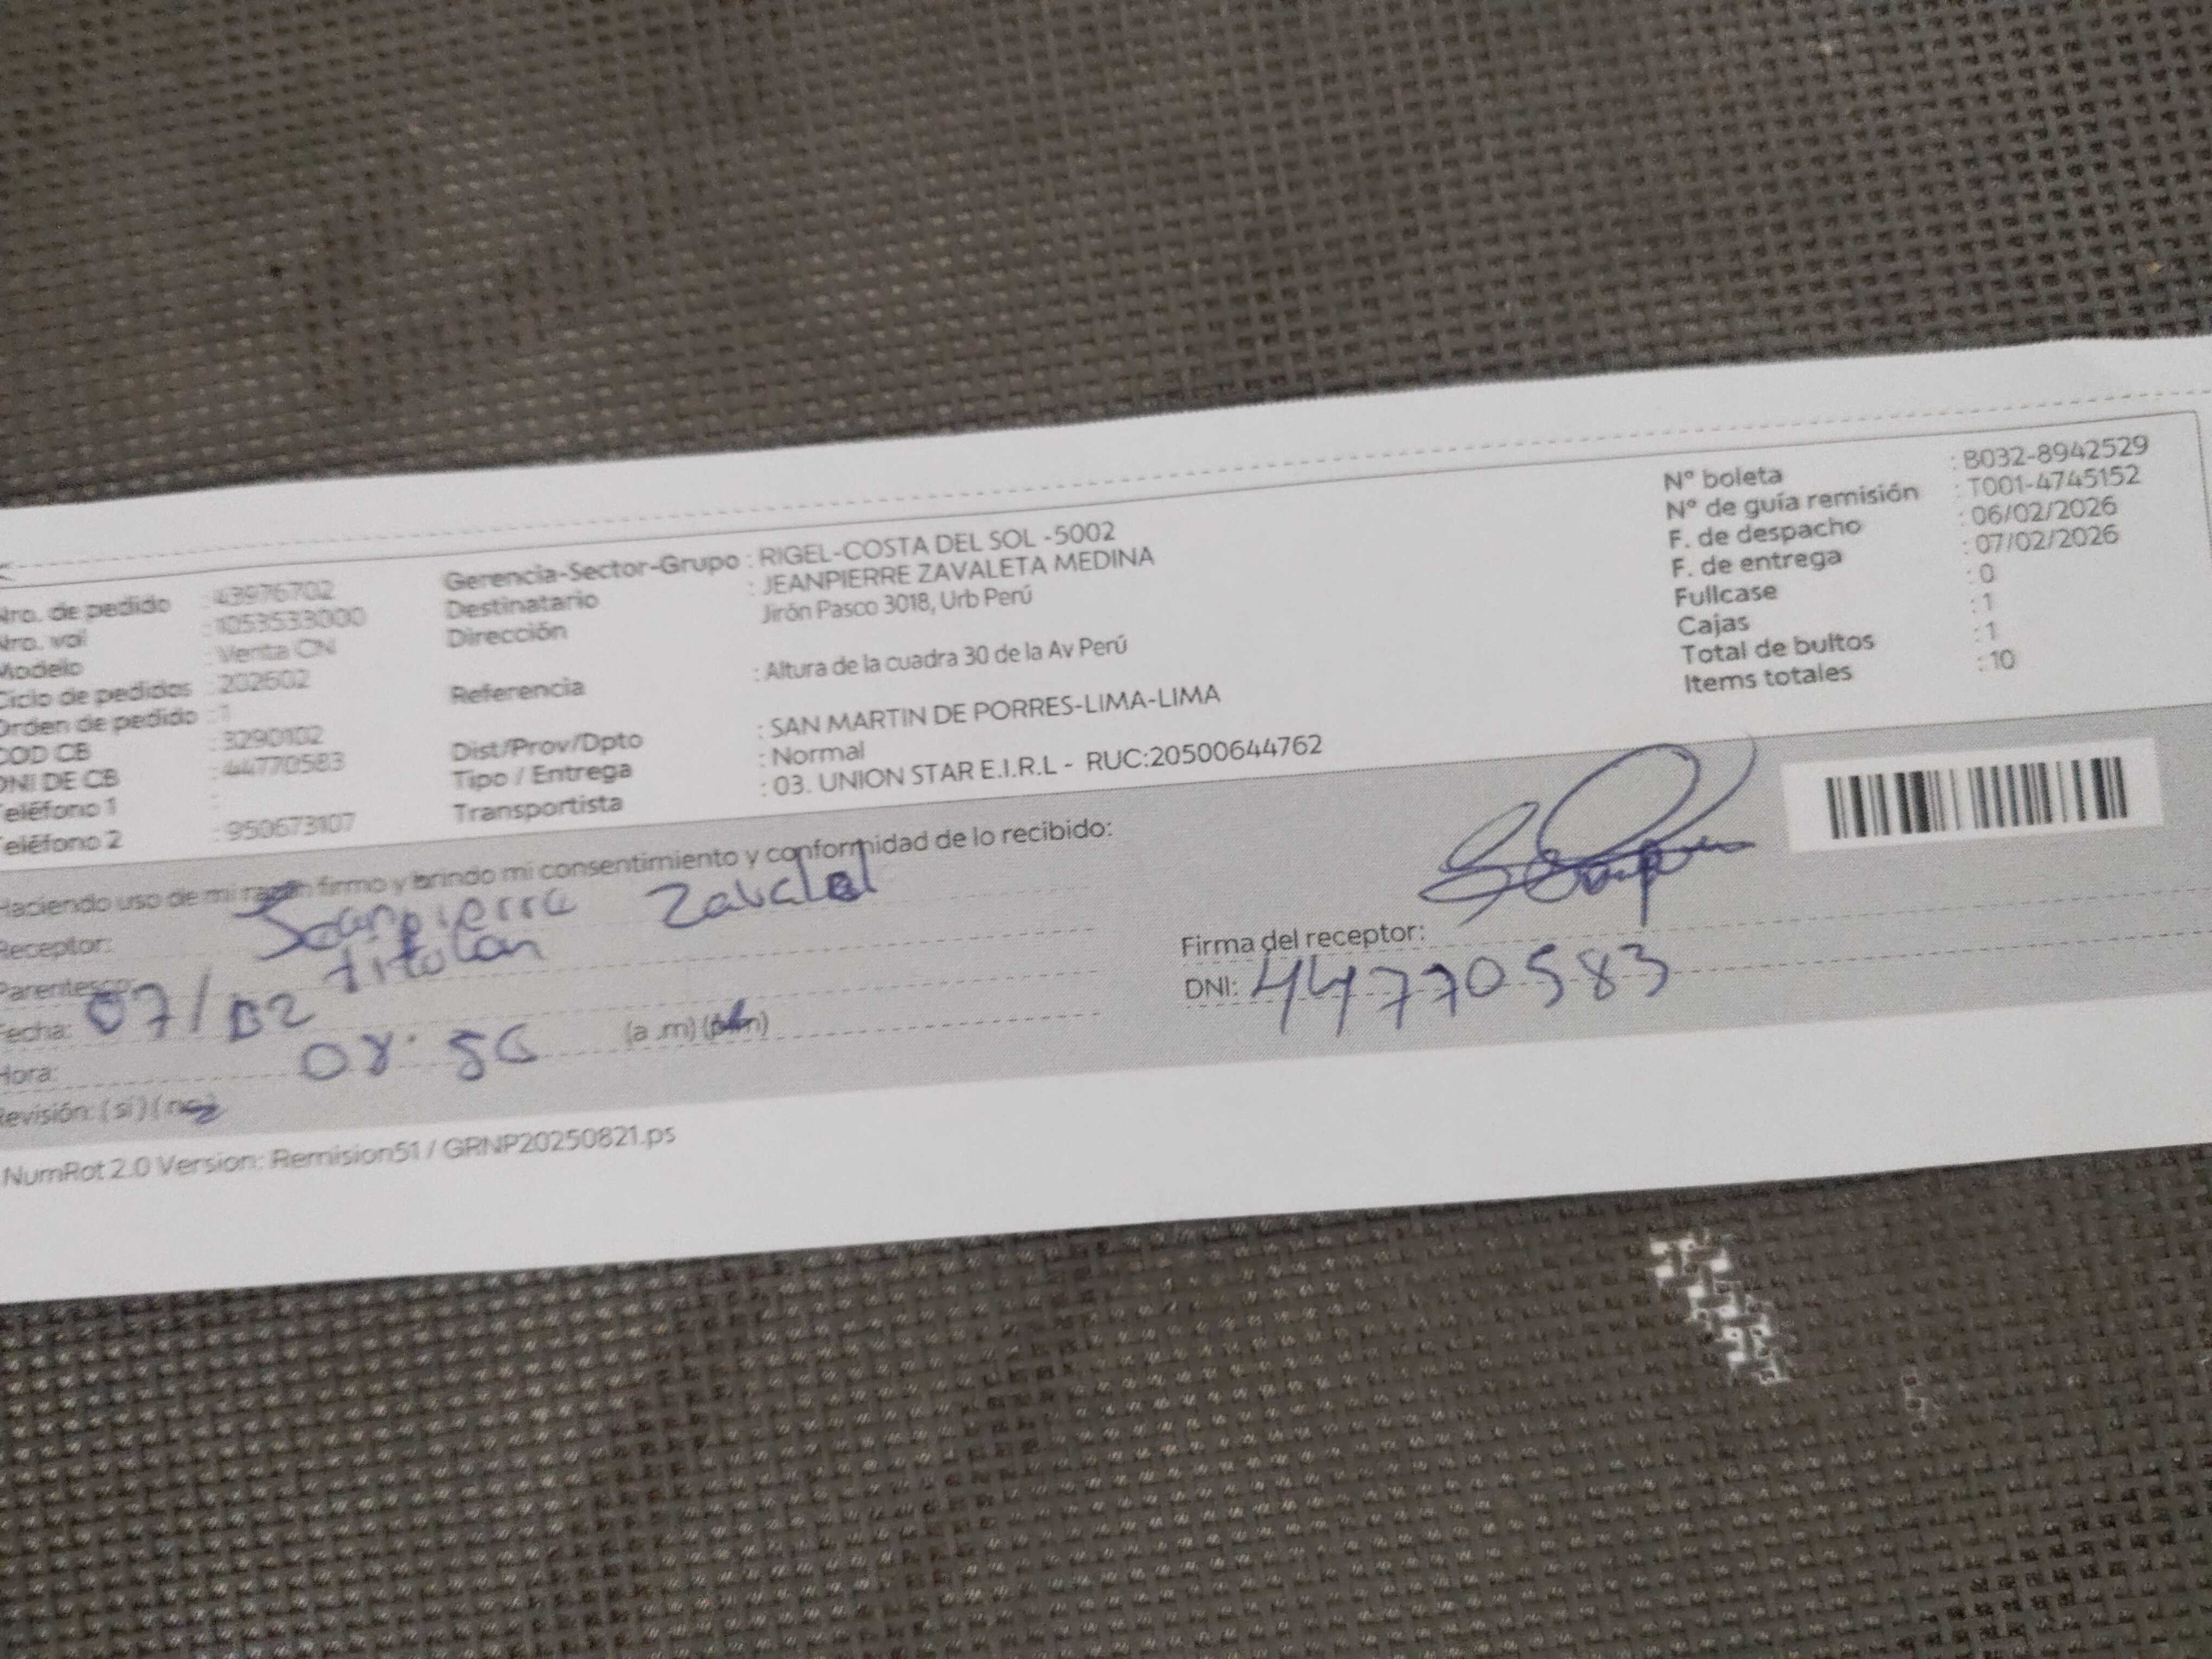 Nro. de pedido : 43976702
Nro. val : 1053533000
Modelo : Venta CN
Ciclo de pedidos : 202602
Orden de pedido : 1
COD CB : 3290102
DNI DE CB : 44770583
Teléfono 1 :
Teléfono 2 : 950673107
Gerencia-Sector-Grupo : RIGEL-COSTA DEL SOL -5002
Destinatario : JEANPIERRE ZAVALETA MEDINA
Dirección Jirón Pasco 3018, Urb Perú
Referencia : Altura de la cuadra 30 de la Av Perú
Dist/Prov/Dpto : SAN MARTIN DE PORRES-LIMA-LIMA
Tipo / Entrega : Normal
Transportista : 03. UNION STAR E.I.R.L - RUC:20500644762
N° boleta : B032-8942529
N° de guía remisión : T001-4745152
F. de despacho : 06/02/2026
F. de entrega : 07/02/2026
Fullcase : 0
Cajas : 1
Total de bultos : 1
Items totales : 10
Haciendo uso de mi razón firmo y brindo mi consentimiento y conformidad de lo recibido:
Receptor: Jeanpierre
Parentesco: titular
Fecha: 07/02
Hora: 08:56 (a .m) (p.m)
Revisión: ( sí ) ( no )
Firma del receptor:
DNI: 44770583
NumRot 2.0 Version: Remision51 / GRNP20250821.ps